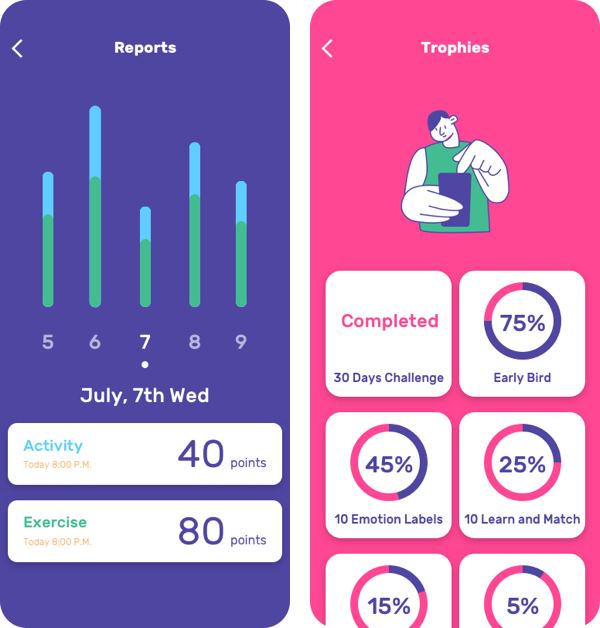 Reports
5 6 7 8 9
July, 7th Wed
Activity
Today 8:00 P.M.
40 points
Exercise
Today 8:00 P.M.
80 points
Trophies
Completed
30 Days Challenge
75%
Early Bird
45%
10 Emotion Labels
25%
10 Learn and Match
15%
5%